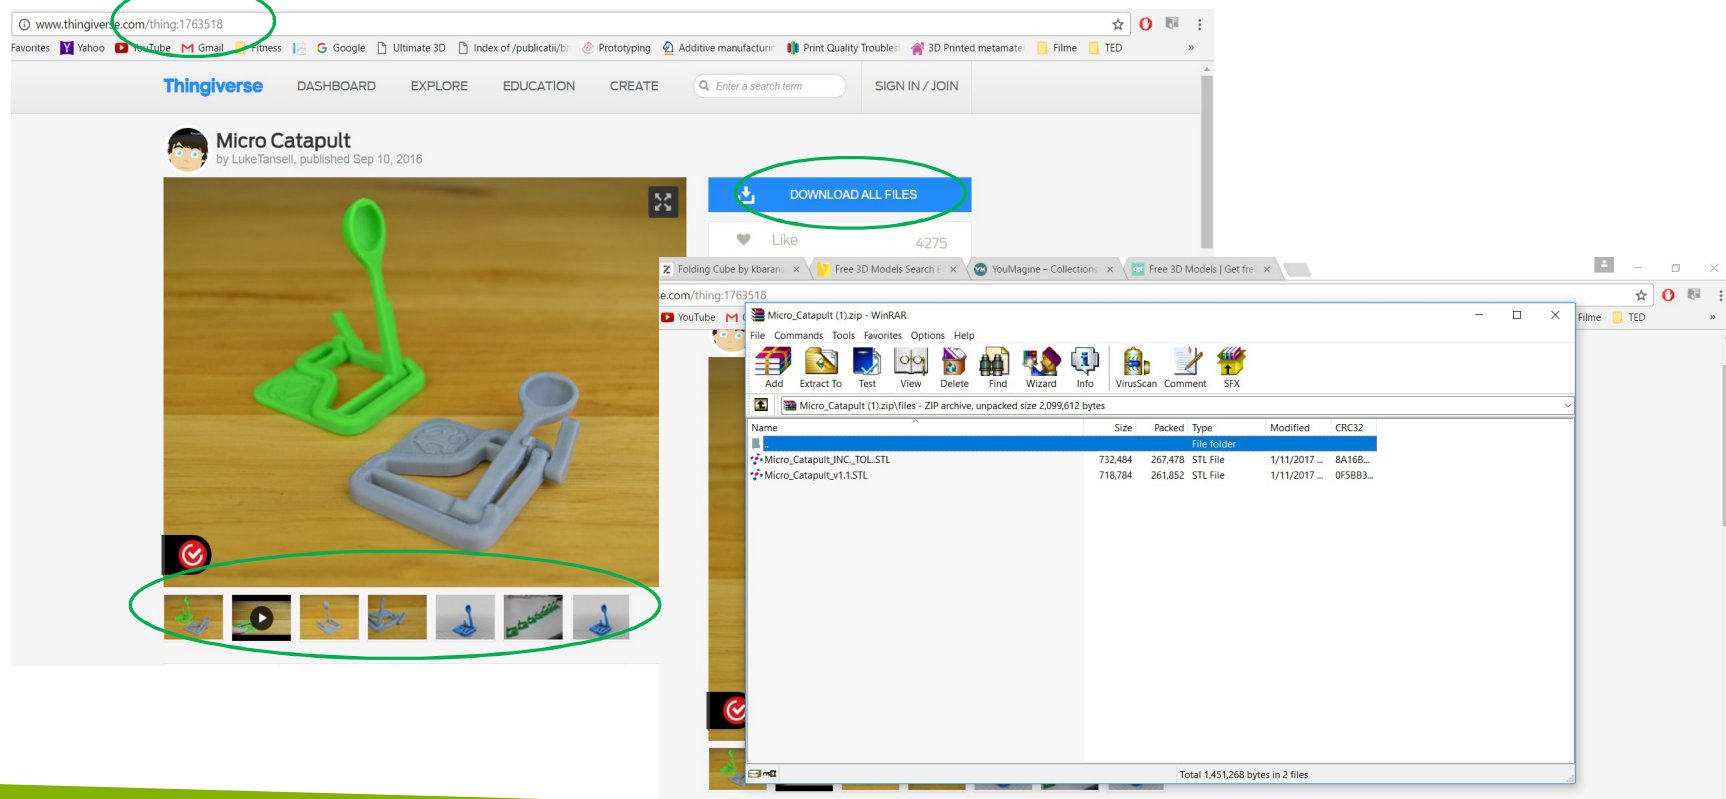 www.thingiverse.com/thing:1763518
Favorites Yahoo YouTube Gmail Fitness Google Ultimate 3D Index of /publicatii/br Prototyping Additive manufacturin Print Quality Troubles 3D Printed metamate Filme TED »
Thingiverse DASHBOARD EXPLORE EDUCATION CREATE Enter a search term SIGN IN / JOIN
Micro Catapult
by LukeTansell, published Sep 10, 2016
DOWNLOAD ALL FILES
Like 4275
Folding Cube by kbarans × Free 3D Models Search E × YouMagine – Collections × Free 3D Models | Get free ×
e.com/thing:1763518
YouTube Filme TED »
Micro_Catapult (1).zip - WinRAR
File Commands Tools Favorites Options Help
Add Extract To Test View Delete Find Wizard Info VirusScan Comment SFX
Micro_Catapult (1).zip\files - ZIP archive, unpacked size 2,099,612 bytes
Name Size Packed Type Modified CRC32
.. File folder
Micro_Catapult_INC._TOL..STL 732,484 267,478 STL File 1/11/2017 ... 8A16B...
Micro_Catapult_v1.1.STL 718,784 261,852 STL File 1/11/2017 ... 0F5BB3...
Total 1,451,268 bytes in 2 files